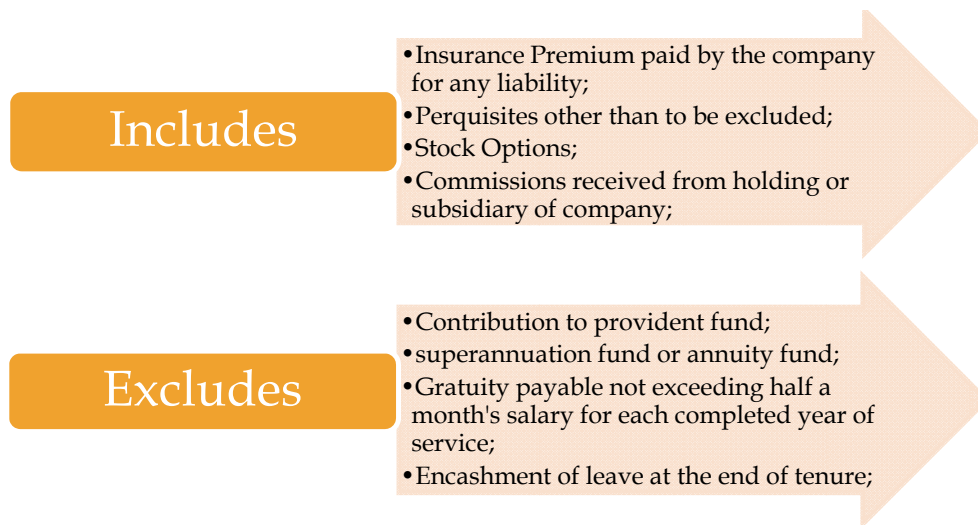 Includes
•Insurance Premium paid by the company
for any liability;
•Perquisites other than to be excluded;
•Stock Options;
•Commissions received from holding or
subsidiary of company;
Excludes
•Contribution to provident fund;
•superannuation fund or annuity fund;
•Gratuity payable not exceeding half a
month's salary for each completed year of
service;
•Encashment of leave at the end of tenure;